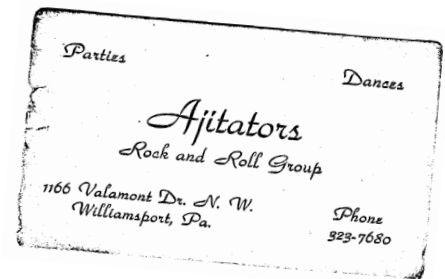 Parties
Dances
Ajitators
Rock and Roll Group
1166 Valamont Dr. N. W.
Williamsport, Pa.
Phone
323-7680